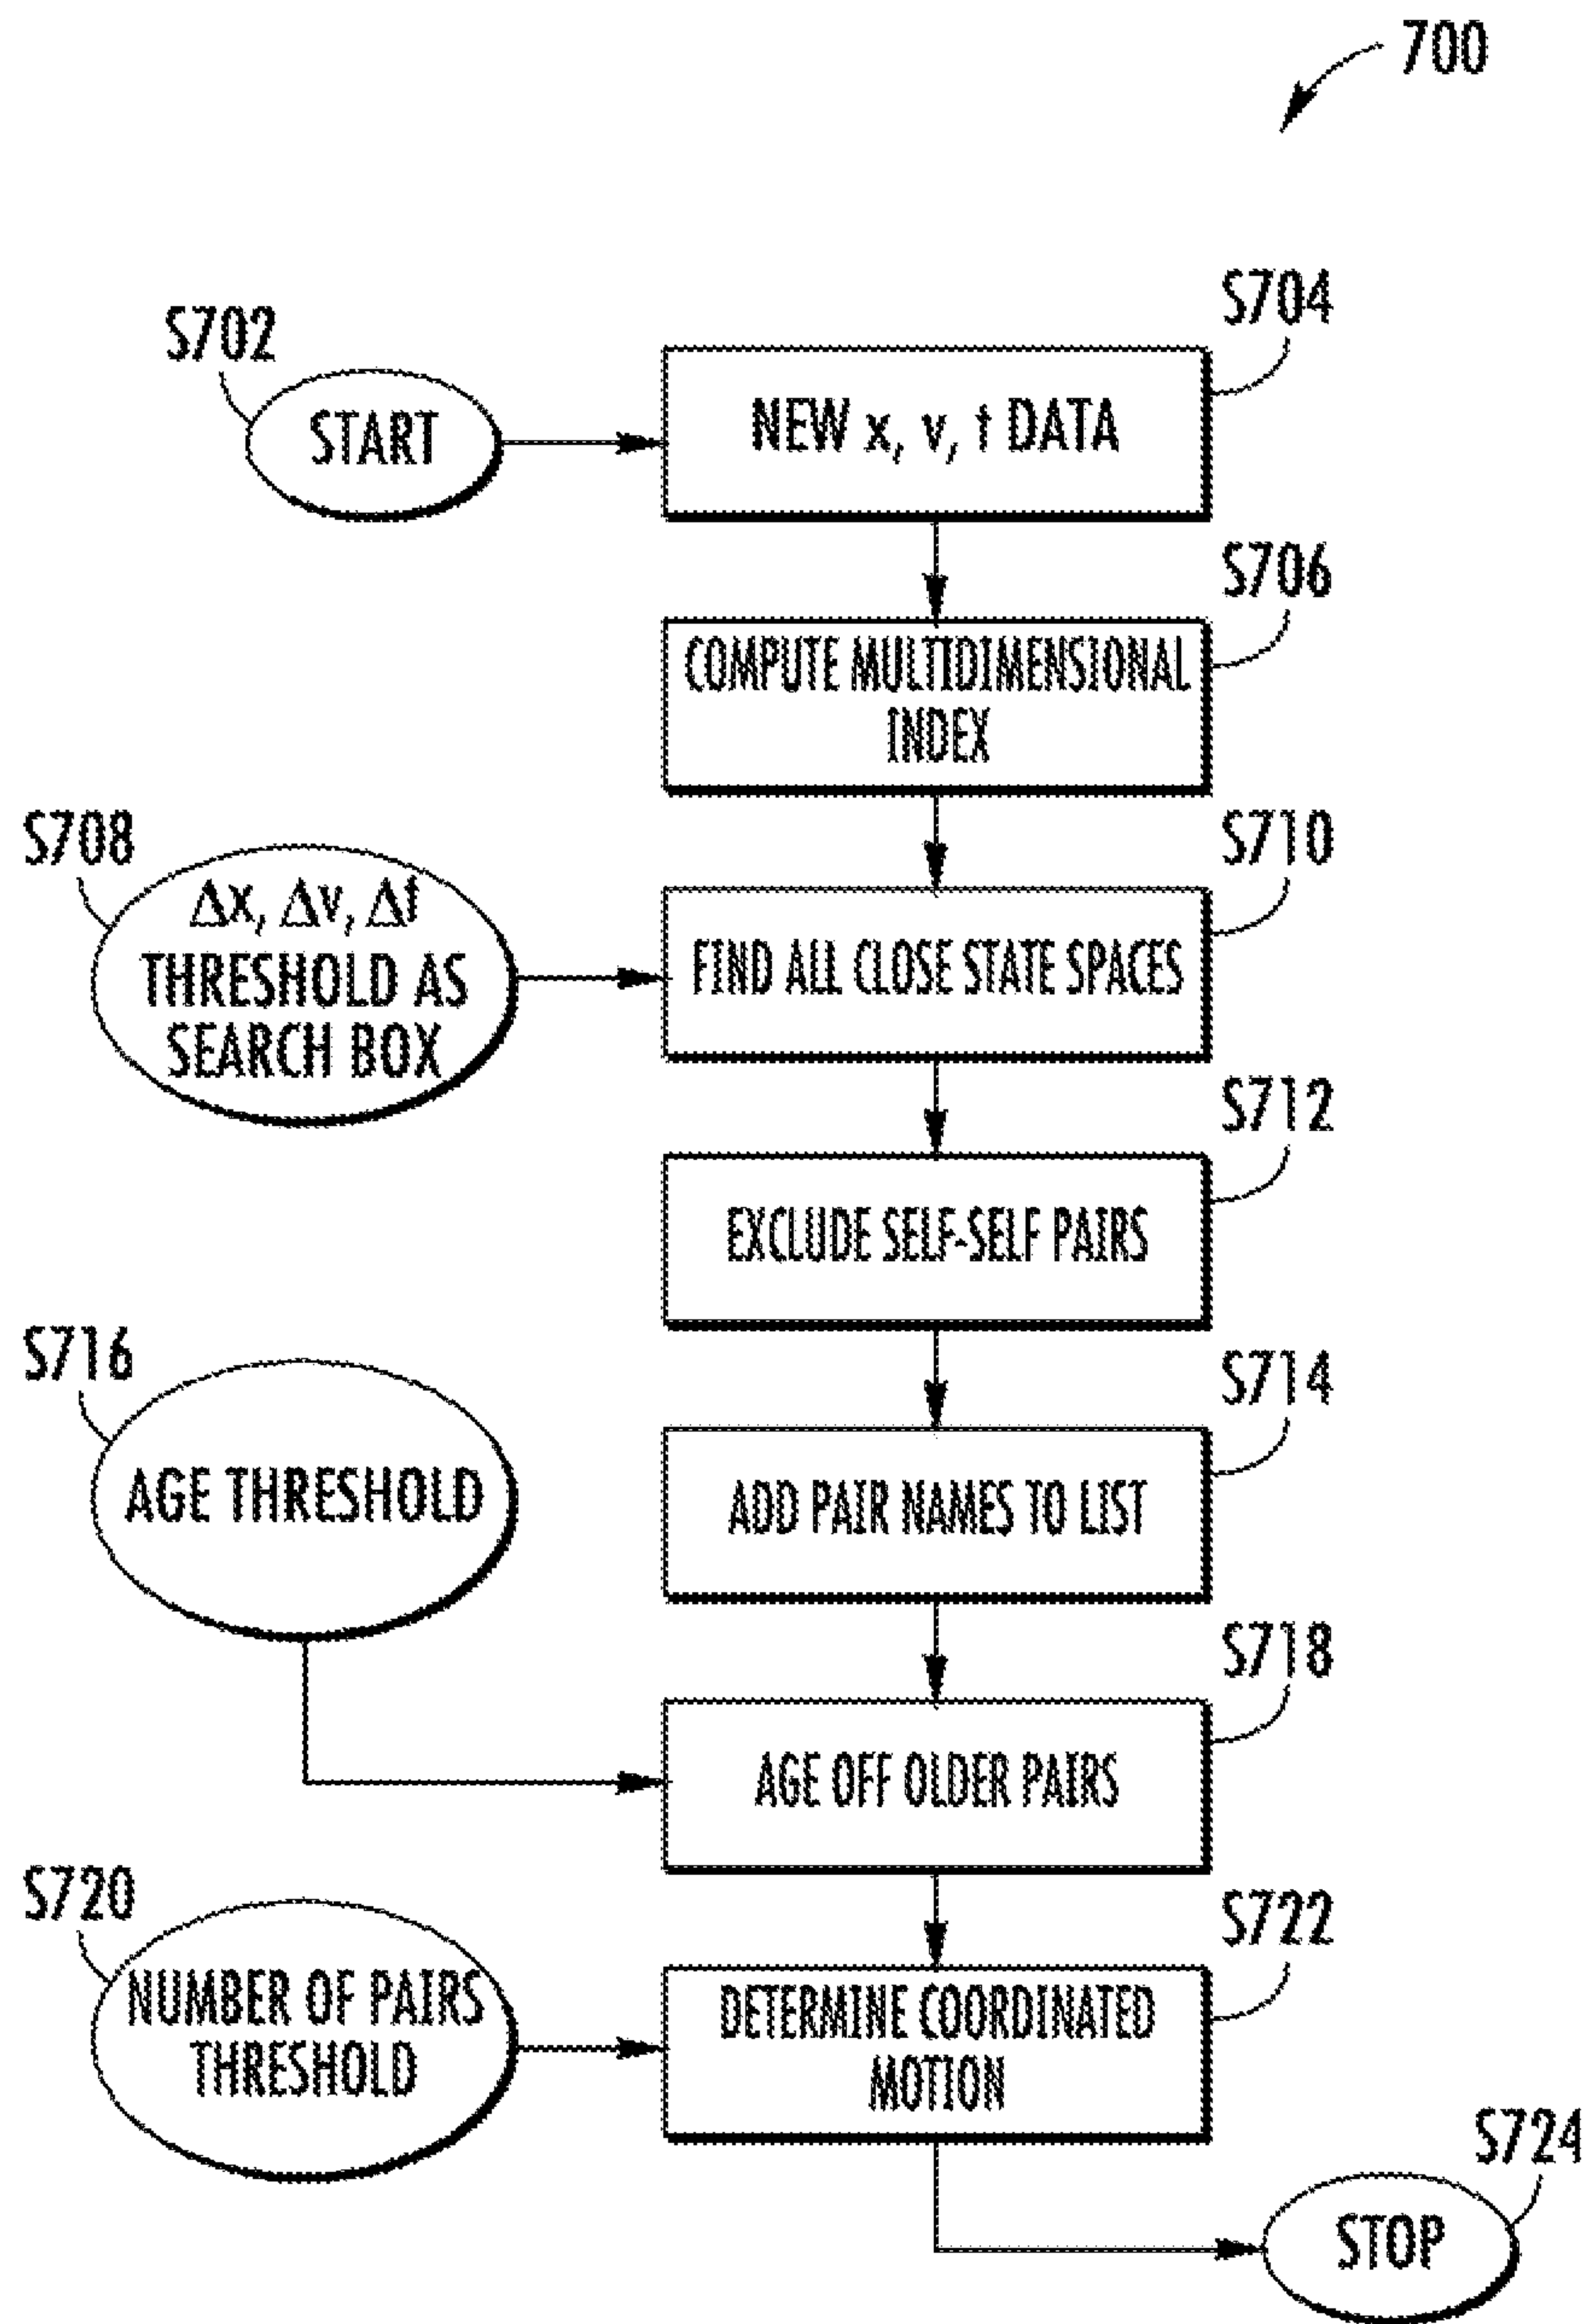 700
S702
START
S704
NEW x, v, t DATA
S706
COMPUTE MULTIDIMENSIONAL
INDEX
S708
Δx, Δv, Δt
THRESHOLD AS
SEARCH BOX
S710
FIND ALL CLOSE STATE SPACES
S712
EXCLUDE SELF-SELF PAIRS
S714
ADD PAIR NAMES TO LIST
S716
AGE THRESHOLD
S718
AGE OFF OLDER PAIRS
S720
NUMBER OF PAIRS
THRESHOLD
S722
DETERMINE COORDINATED
MOTION
S724
STOP